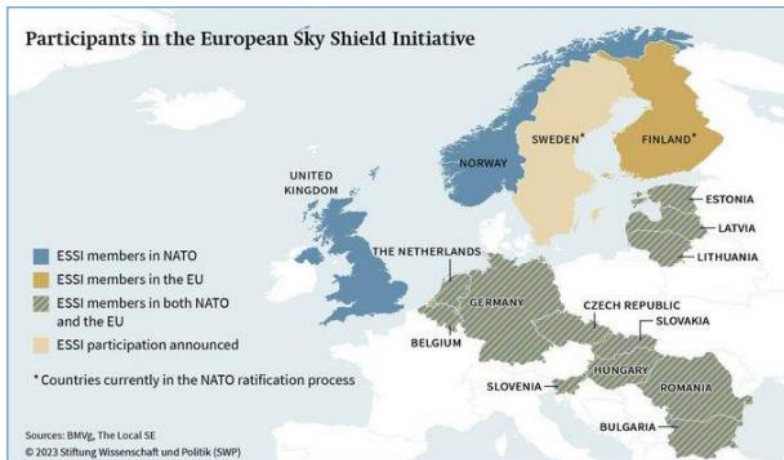 Participants in the European Sky Shield Initiative
SWEDEN*
FINLAND*
NORWAY
UNITED
KINGDOM
ESTONIA
LATVIA
LITHUANIA
THE NETHERLANDS
GERMANY
BELGIUM
CZECH REPUBLIC
SLOVAKIA
HUNGARY
SLOVENIA
ROMANIA
BULGARIA
ESSI members in NATO
ESSI members in the EU
ESSI members in both NATO
and the EU
ESSI participation announced
* Countries currently in the NATO ratification process
Sources: BMVg, The Local SE
© 2023 Stiftung Wissenschaft und Politik (SWP)